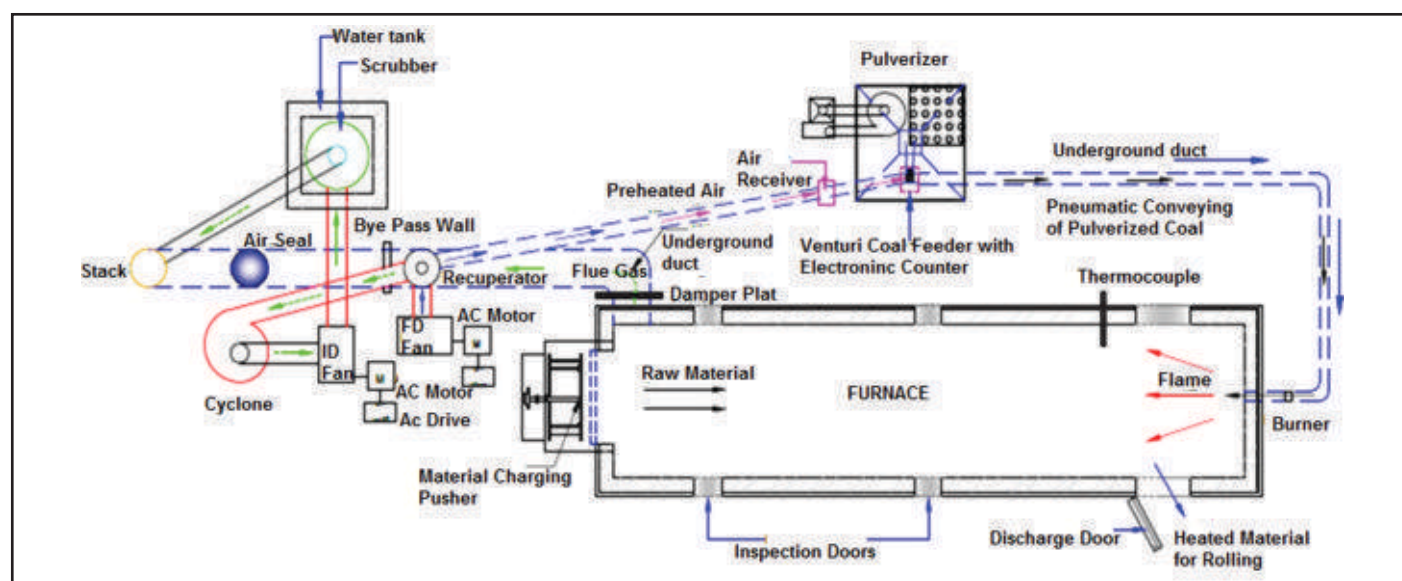 Water tank
Scrubber
Pulverizer
Underground duct
Air
Receiver
Preheated Air
Bye Pass Wall
Pneumatic Conveying
of Pulverized Coal
Air Seal
Underground
duct
Venturi Coal Feeder with
Electroninc Counter
Stack
Recuperator
Flue Gas
Thermocouple
Damper Plat
AC Motor
FD
Fan
M
ID
Fan
M
Raw Material
FURNACE
Flame
AC Motor
Cyclone
Ac Drive
Burner
Material Charging
Pusher
Inspection Doors
Discharge Door
Heated Material
for Rolling